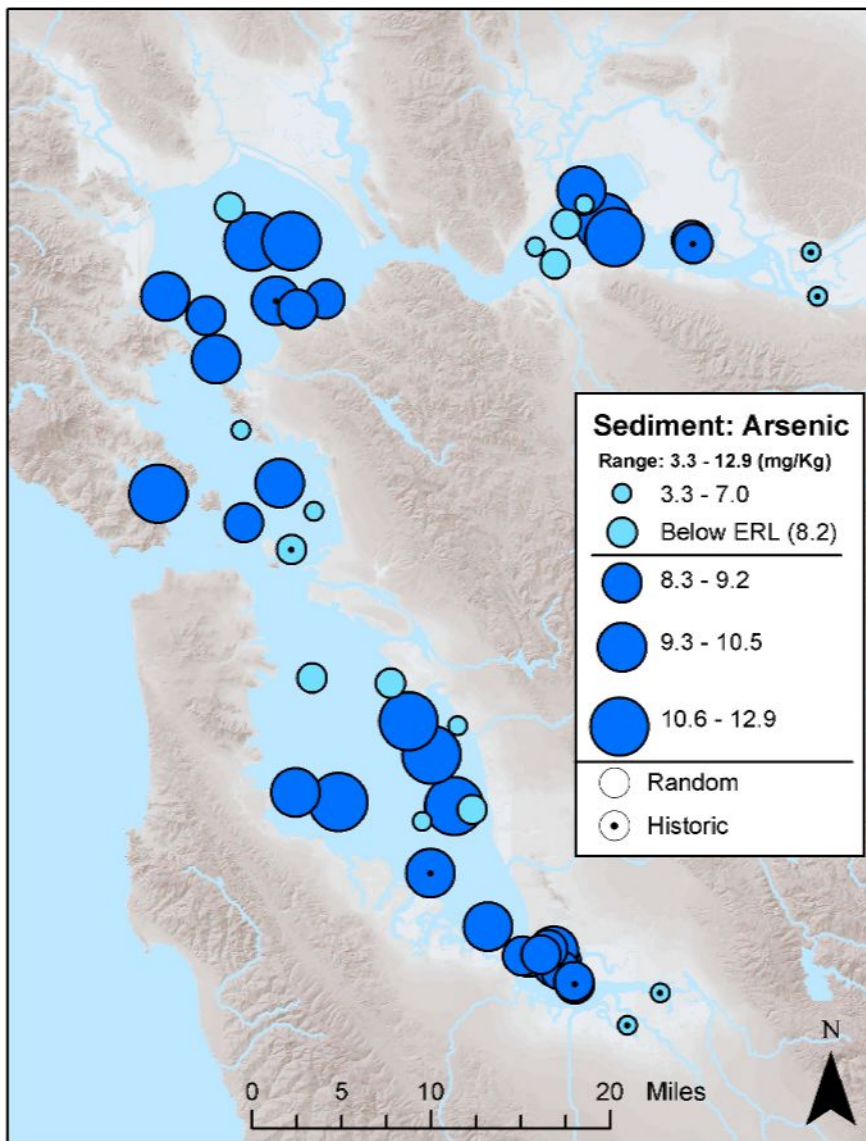 Sediment: Arsenic
Range: 3.3 - 12.9 (mg/Kg)
3.3 - 7.0
Below ERL (8.2)
8.3 - 9.2
9.3 - 10.5
10.6 - 12.9
Random
Historic
N
0 5 10 20 Miles